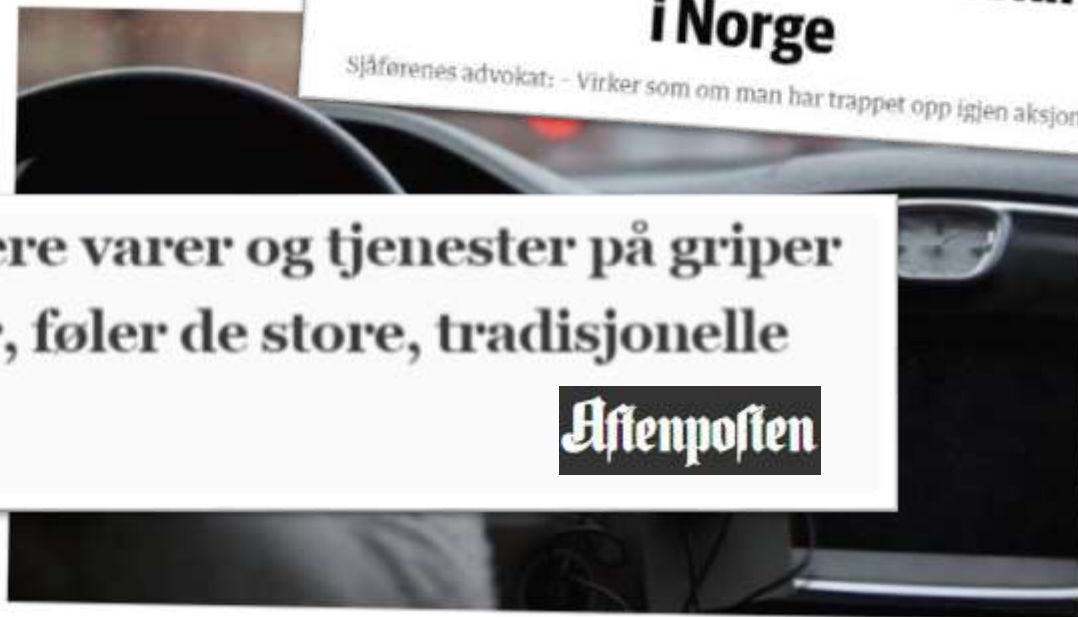 i Norge
Sjåførenes advokat: - Virker som om man har trappet opp igjen aksjon
ere varer og tjenester på griper
, føler de store, tradisjonelle
Aftenposten